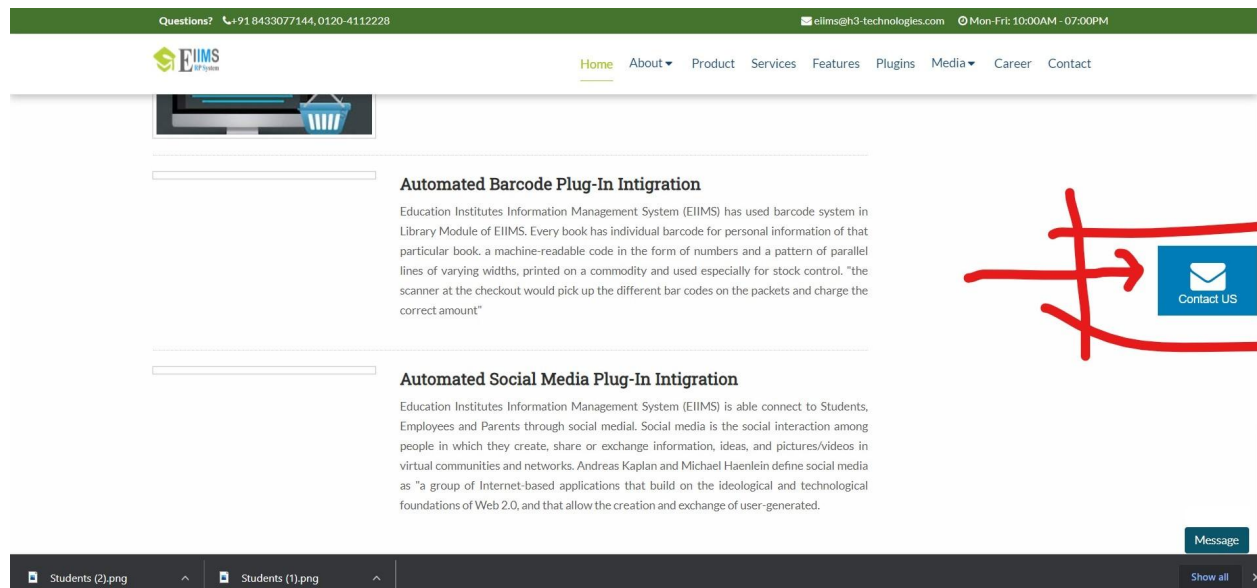 Questions? +91 8433077144, 0120-4112228
eiims@h3-technologies.com Mon-Fri: 10:00AM - 07:00PM
EIIMS
ERP System
Home About Product Services Features Plugins Media Career Contact
Automated Barcode Plug-In Intigration
Education Institutes Information Management System (EIIMS) has used barcode system in
Library Module of EIIMS. Every book has individual barcode for personal information of that
particular book. a machine-readable code in the form of numbers and a pattern of parallel
lines of varying widths, printed on a commodity and used especially for stock control. "the
scanner at the checkout would pick up the different bar codes on the packets and charge the
correct amount"
Contact US
Automated Social Media Plug-In Intigration
Education Institutes Information Management System (EIIMS) is able connect to Students,
Employees and Parents through social medial. Social media is the social interaction among
people in which they create, share or exchange information, ideas, and pictures/videos in
virtual communities and networks. Andreas Kaplan and Michael Haenlein define social media
as "a group of Internet-based applications that build on the ideological and technological
foundations of Web 2.0, and that allow the creation and exchange of user-generated.
Message
Students (2).png Students (1).png Show all